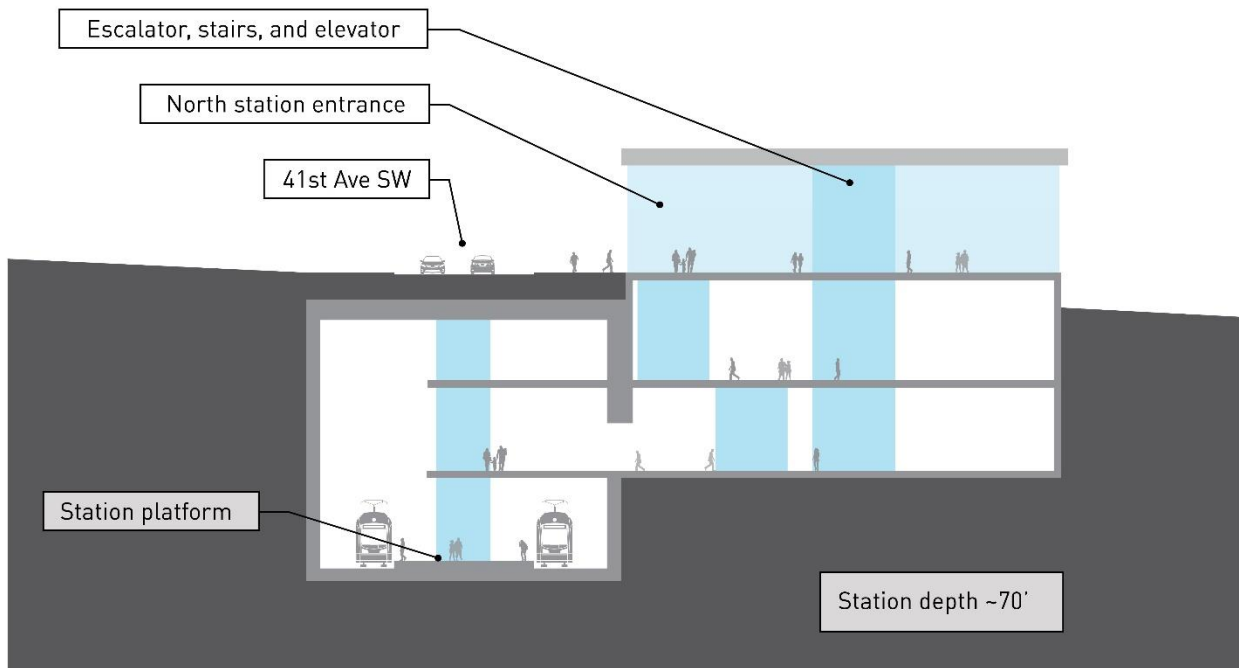 Escalator, stairs, and elevator
North station entrance
41st Ave SW
Station platform
Station depth ~70’